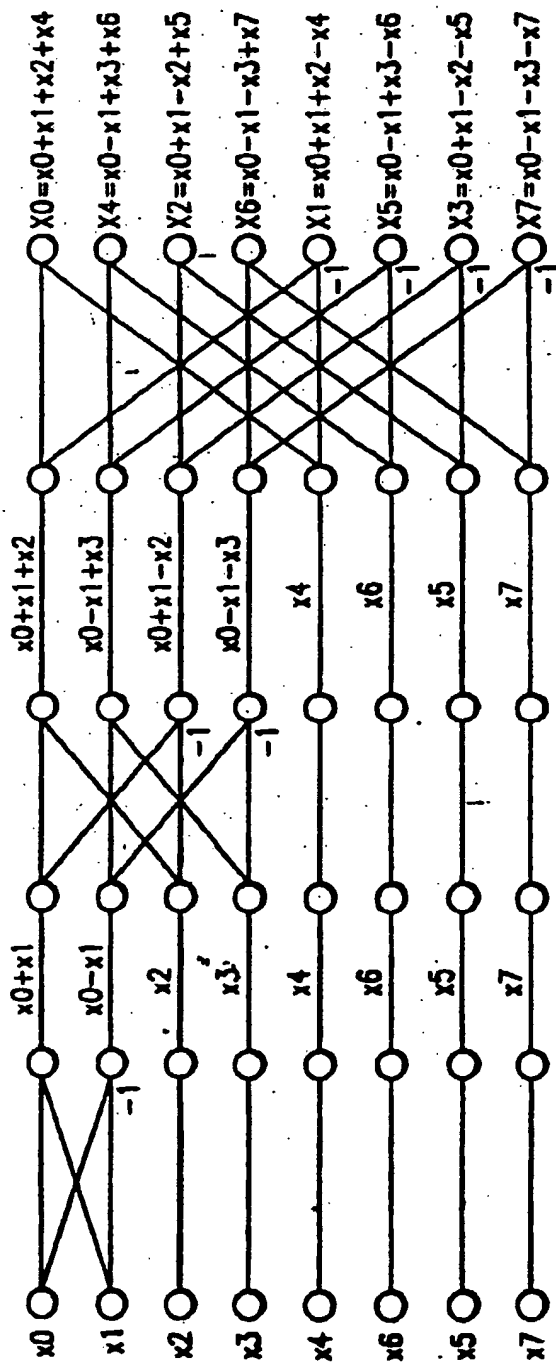 x0
x1
x2
x3
x4
x6
x5
x7
-1
x0+x1
x0-x1
x2
x3
x4
x6
x5
x7
-1
-1
x0+x1+x2
x0-x1+x3
x0+x1-x2
x0-x1-x3
x4
x6
x5
x7
-1
-1
-1
-1
X0=x0+x1+x2+x4
X4=x0-x1+x3+x6
X2=x0+x1-x2+x5
X6=x0-x1-x3+x7
X1=x0+x1+x2-x4
X5=x0-x1+x3-x6
X3=x0+x1-x2-x5
X7=x0-x1-x3-x7